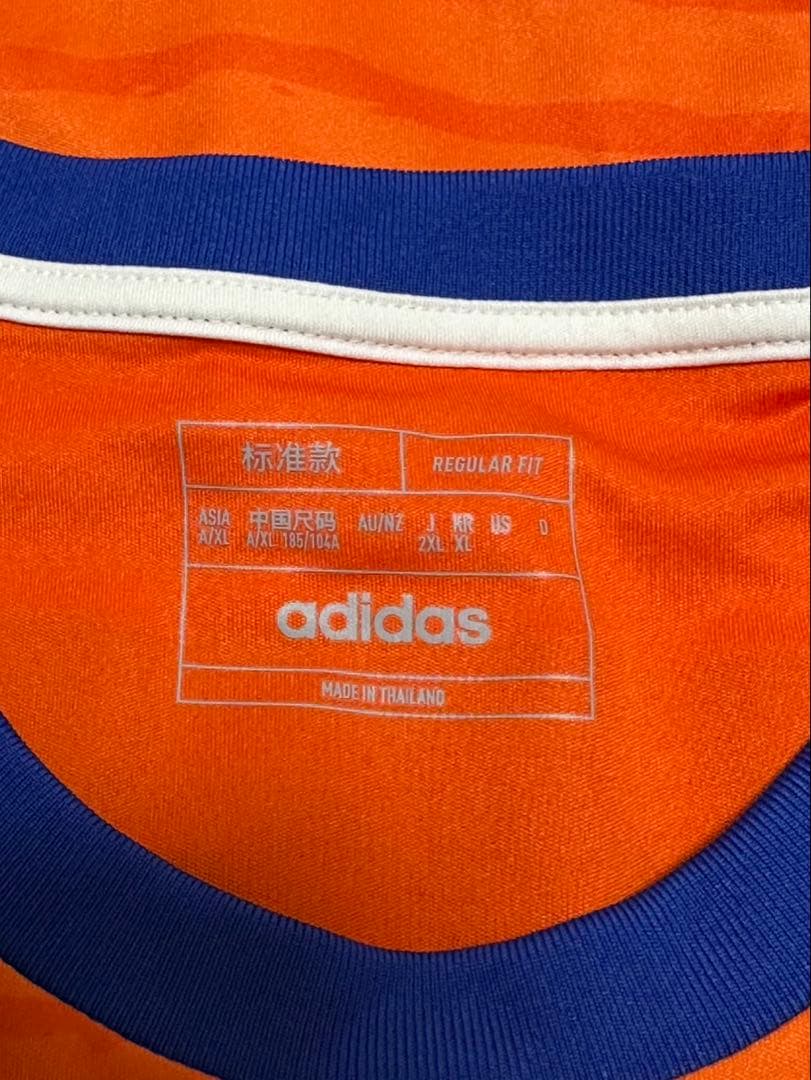 标准款 REGULAR FIT
ASIA 中国尺码 AU/NZ J KR US D
A/XL A/XL 185/104A 2XL XL
adidas
MADE IN THAILAND